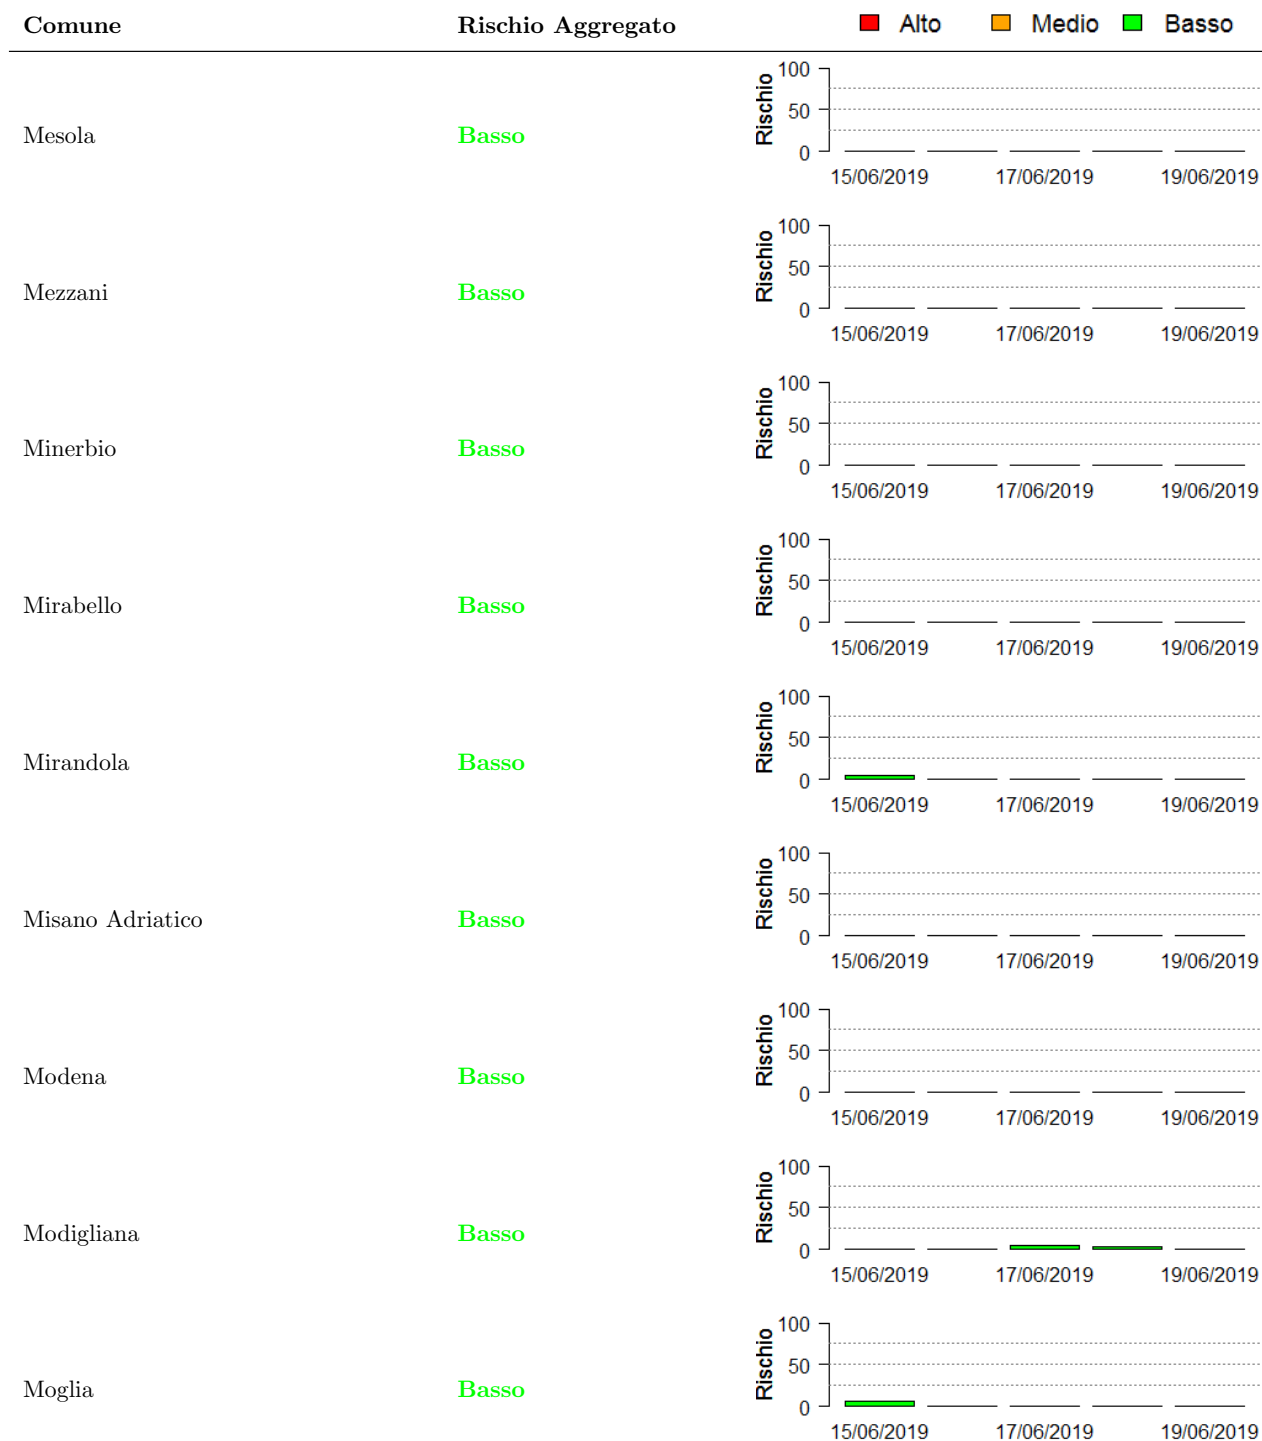 Comune Rischio Aggregato Alto Medio Basso
Mesola Basso Rischio 100 50 0
15/06/2019 17/06/2019 19/06/2019
Mezzani Basso Rischio 100 50 0
15/06/2019 17/06/2019 19/06/2019
Minerbio Basso Rischio 100 50 0
15/06/2019 17/06/2019 19/06/2019
Mirabello Basso Rischio 100 50 0
15/06/2019 17/06/2019 19/06/2019
Mirandola Basso Rischio 100 50 0
15/06/2019 17/06/2019 19/06/2019
Misano Adriatico Basso Rischio 100 50 0
15/06/2019 17/06/2019 19/06/2019
Modena Basso Rischio 100 50 0
15/06/2019 17/06/2019 19/06/2019
Modigliana Basso Rischio 100 50 0
15/06/2019 17/06/2019 19/06/2019
Moglia Basso Rischio 100 50 0
15/06/2019 17/06/2019 19/06/2019